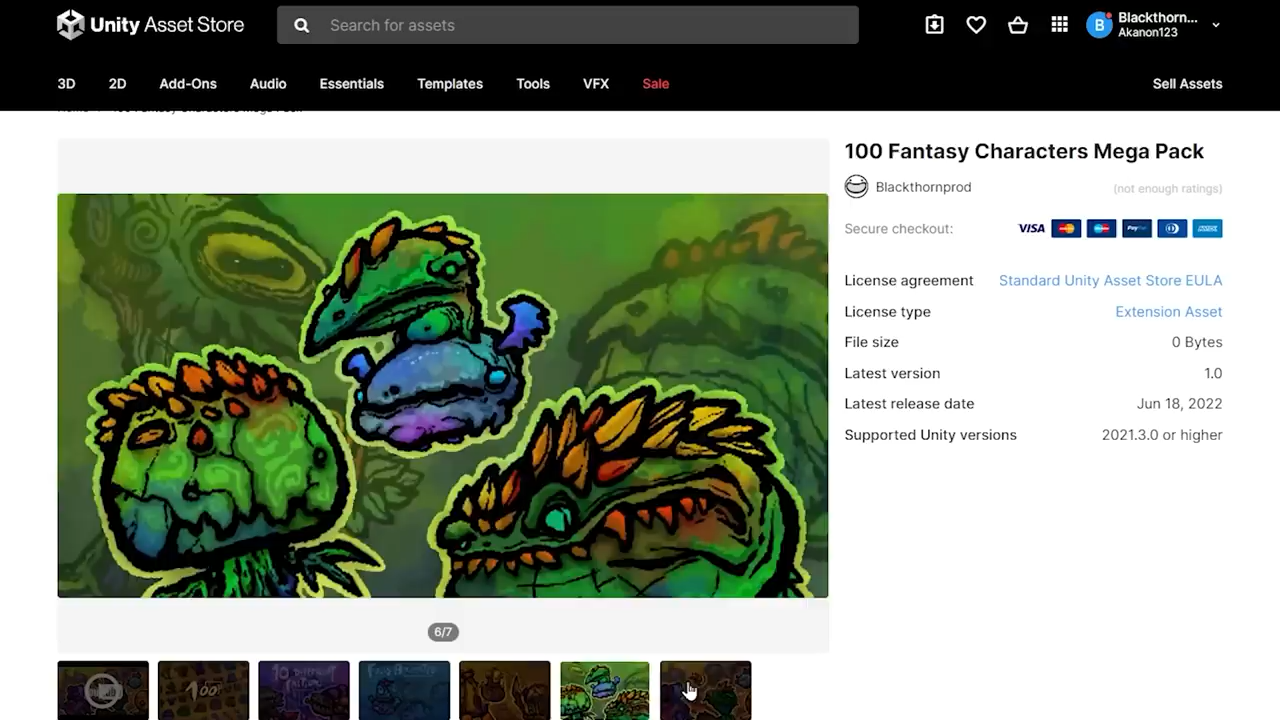 Unity Asset Store
Search for assets
B
Blackthorn...
Akanon123
3D 2D Add-Ons Audio Essentials Templates Tools VFX Sale
Sell Assets
100 Fantasy Characters Mega Pack
Blackthornprod
(not enough ratings)
Secure checkout:
VISA
PayPal
License agreement Standard Unity Asset Store EULA
License type Extension Asset
File size 0 Bytes
Latest version 1.0
Latest release date Jun 18, 2022
Supported Unity versions 2021.3.0 or higher
6/7
100!